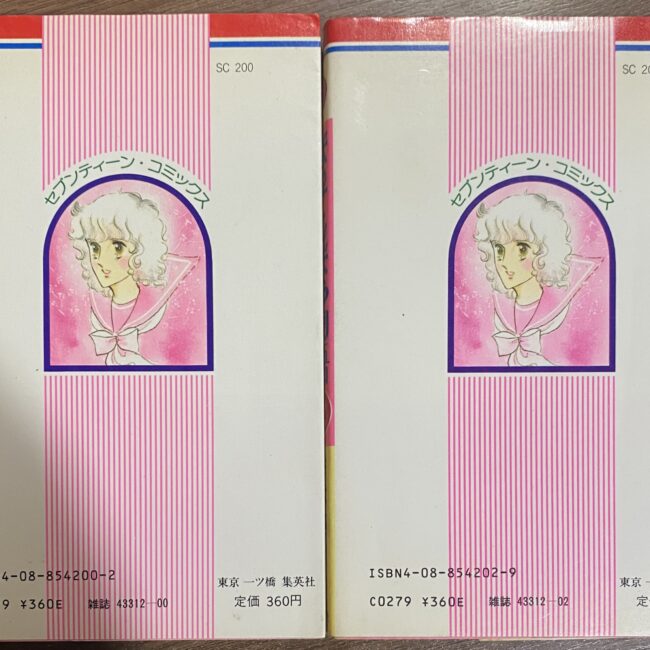 SC 200
セブンティーン・コミックス
4-08-854200-2
9 ¥360E 雑誌 43312-00
東京 一ツ橋 集英社
定価 360円
SC 20
セブンティーン・コミックス
ISBN4-08-854202-9
C0279 ¥360E 雑誌 43312-02
東京 一
定